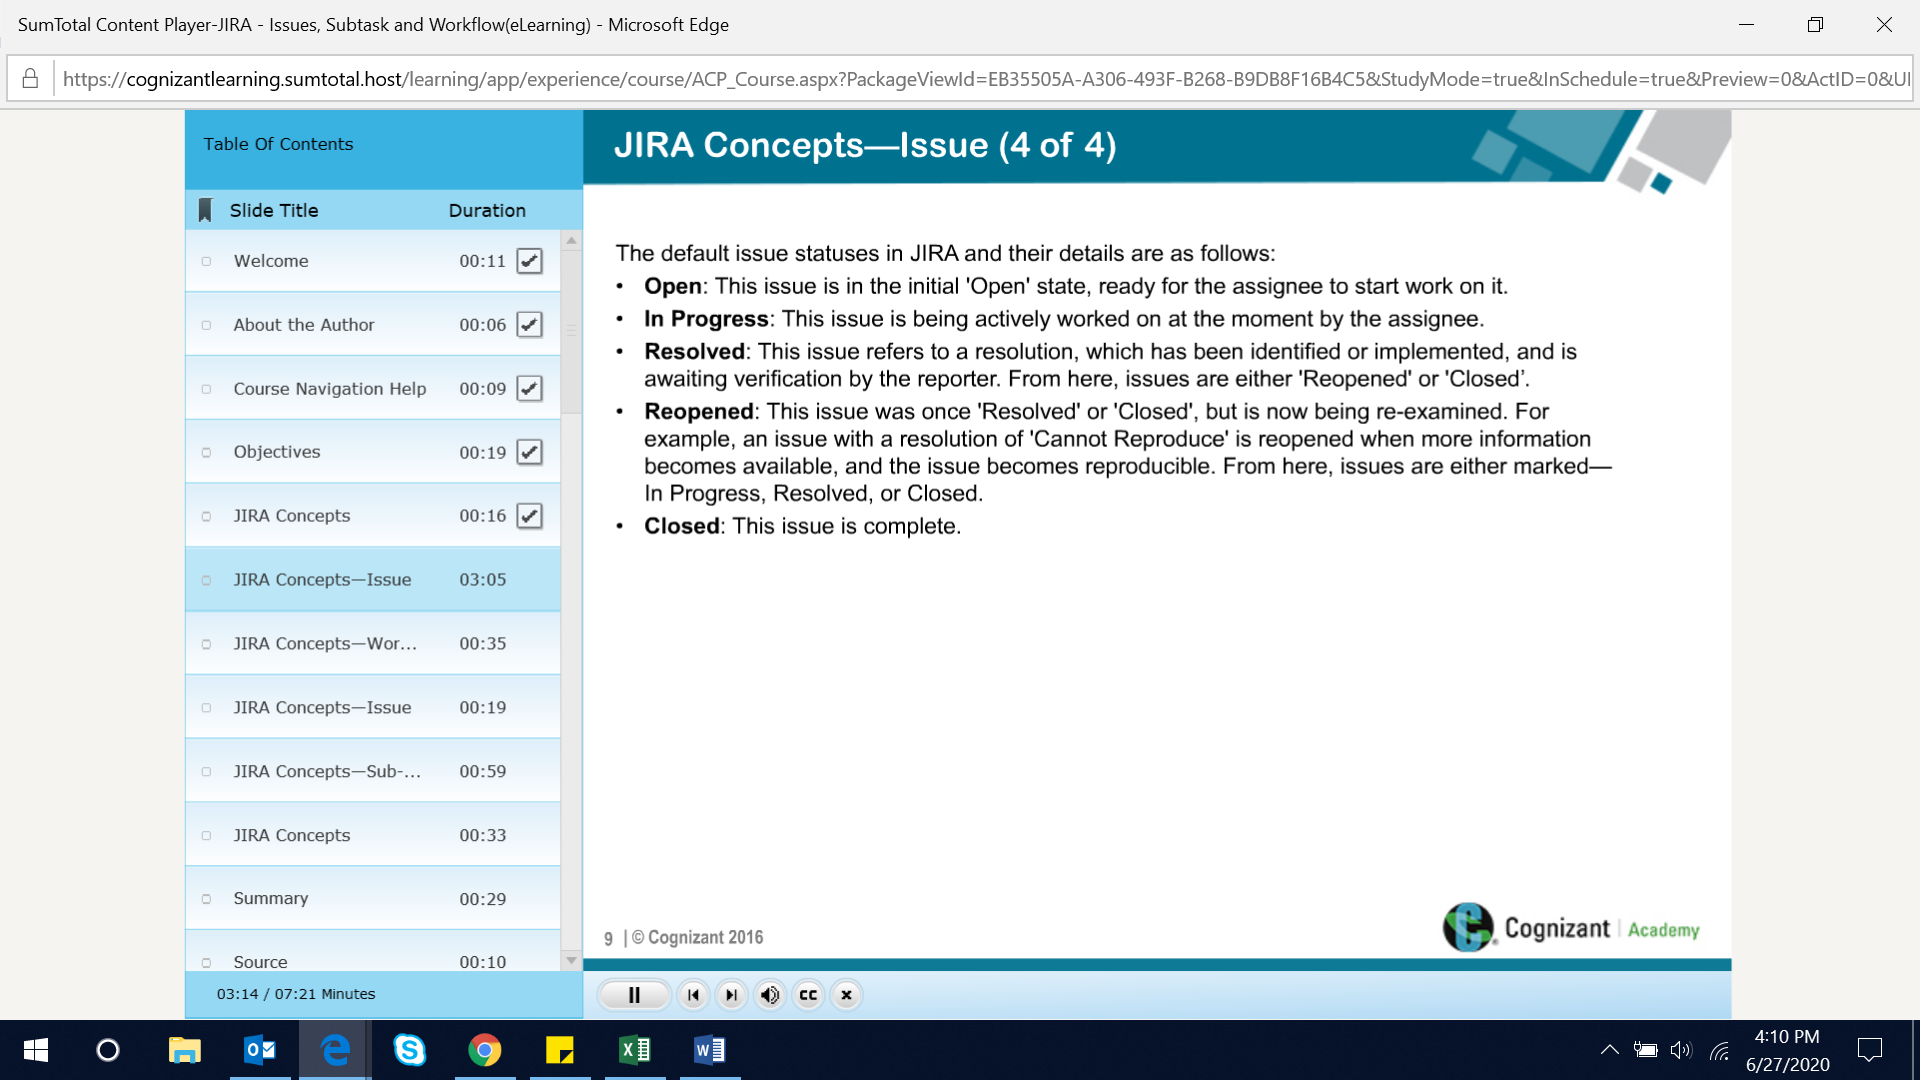 SumTotal Content Player-JIRA - Issues, Subtask and Workflow(eLearning) - Microsoft Edge
https://cognizantlearning.sumtotal.host/learning/app/experience/course/ACP_Course.aspx?PackageViewId=EB35505A-A306-493F-B268-B9DB8F16B4C5&StudyMode=true&InSchedule=true&Preview=0&ActID=0&UI
Table Of Contents
Slide Title Duration
Welcome 00:11
About the Author 00:06
Course Navigation Help 00:09
Objectives 00:19
JIRA Concepts 00:16
JIRA Concepts—Issue 03:05
JIRA Concepts—Wor... 00:35
JIRA Concepts—Issue 00:19
JIRA Concepts—Sub-... 00:59
JIRA Concepts 00:33
Summary 00:29
Source 00:10
03:14 / 07:21 Minutes
JIRA Concepts—Issue (4 of 4)
The default issue statuses in JIRA and their details are as follows:
• Open: This issue is in the initial 'Open' state, ready for the assignee to start work on it.
• In Progress: This issue is being actively worked on at the moment by the assignee.
• Resolved: This issue refers to a resolution, which has been identified or implemented, and is
awaiting verification by the reporter. From here, issues are either 'Reopened' or 'Closed’.
• Reopened: This issue was once 'Resolved' or 'Closed', but is now being re-examined. For
example, an issue with a resolution of 'Cannot Reproduce' is reopened when more information
becomes available, and the issue becomes reproducible. From here, issues are either marked—
In Progress, Resolved, or Closed.
• Closed: This issue is complete.
9 | © Cognizant 2016
Cognizant | Academy
CC
4:10 PM
6/27/2020